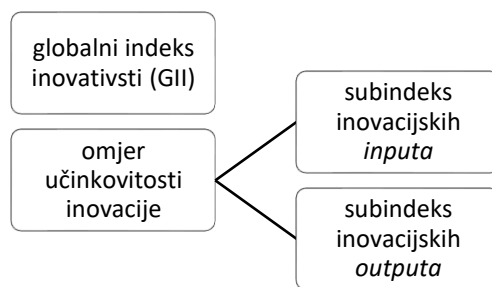 globalni indeks
inovativsti (GII)
omjer
učinkovitosti
inovacije
subindeks
inovacijskih
inputa
subindeks
inovacijskih
outputa